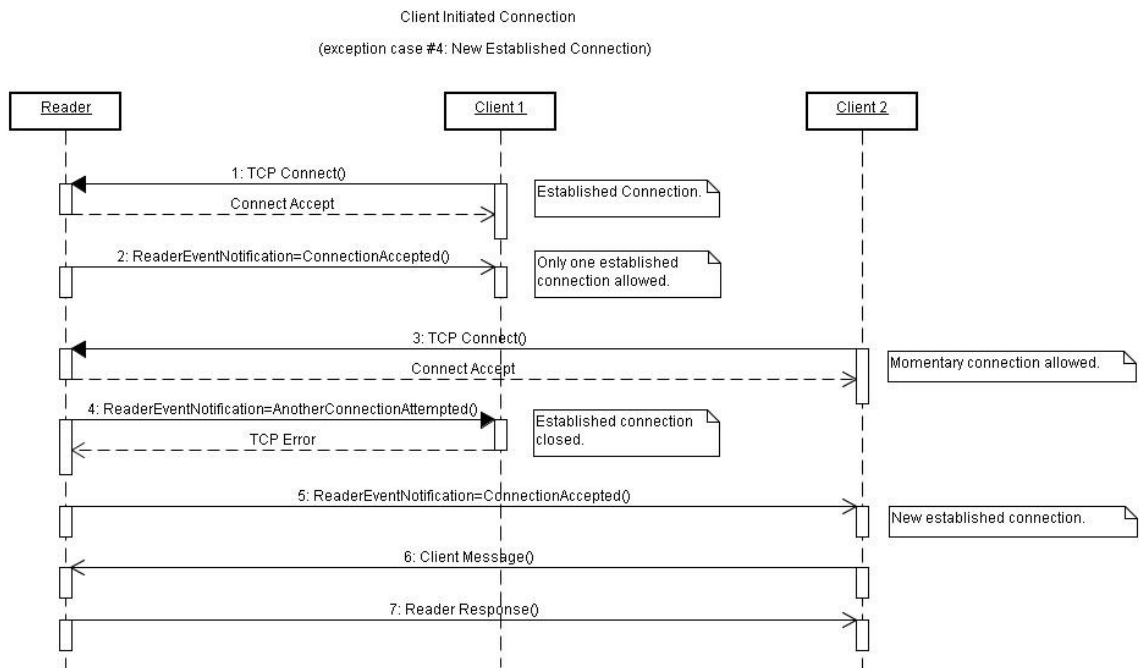 Client Initiated Connection
(exception case #4: New Established Connection)
Reader
Client 1
Client 2
1: TCP Connect()
Established Connection.
Connect Accept
2: ReaderEventNotification=ConnectionAccepted()
Only one established
connection allowed.
3: TCP Connect()
Momentary connection allowed.
Connect Accept
4: ReaderEventNotification=AnotherConnectionAttempted()
Established connection
closed.
TCP Error
5: ReaderEventNotification=ConnectionAccepted()
New established connection.
6: Client Message()
7: Reader Response()